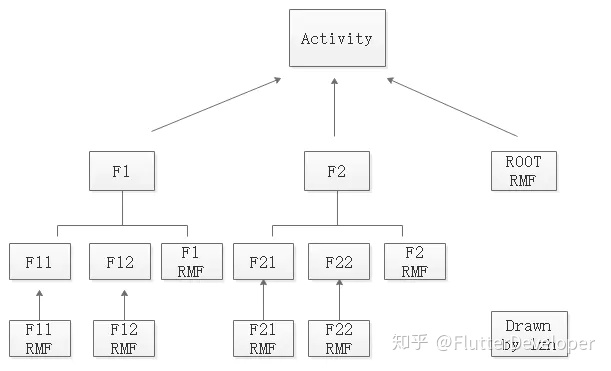 Activity
F1
F2
ROOT
RMF
F11
F12
F1
RMF
F21
F22
F2
RMF
F11
RMF
F12
RMF
F21
RMF
F22
RMF
Drawn
by
知乎 @FlutterDeveloper